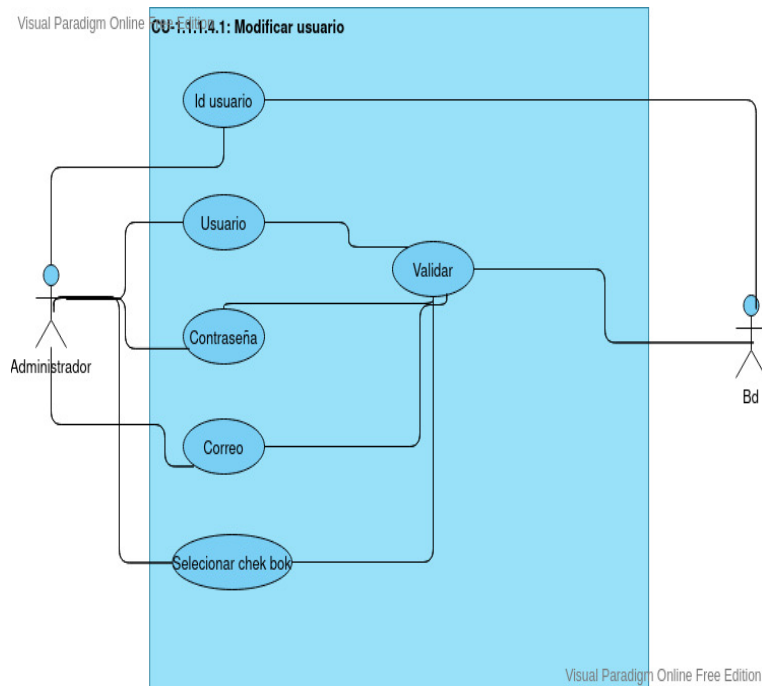 Visual Paradigm Online Free Edition
CU-1.1.1.4.1: Modificar usuario
Id usuario
Usuario
Validar
Contraseña
Administrador
Bd
Correo
Selecionar chek bok
Visual Paradigm Online Free Edition